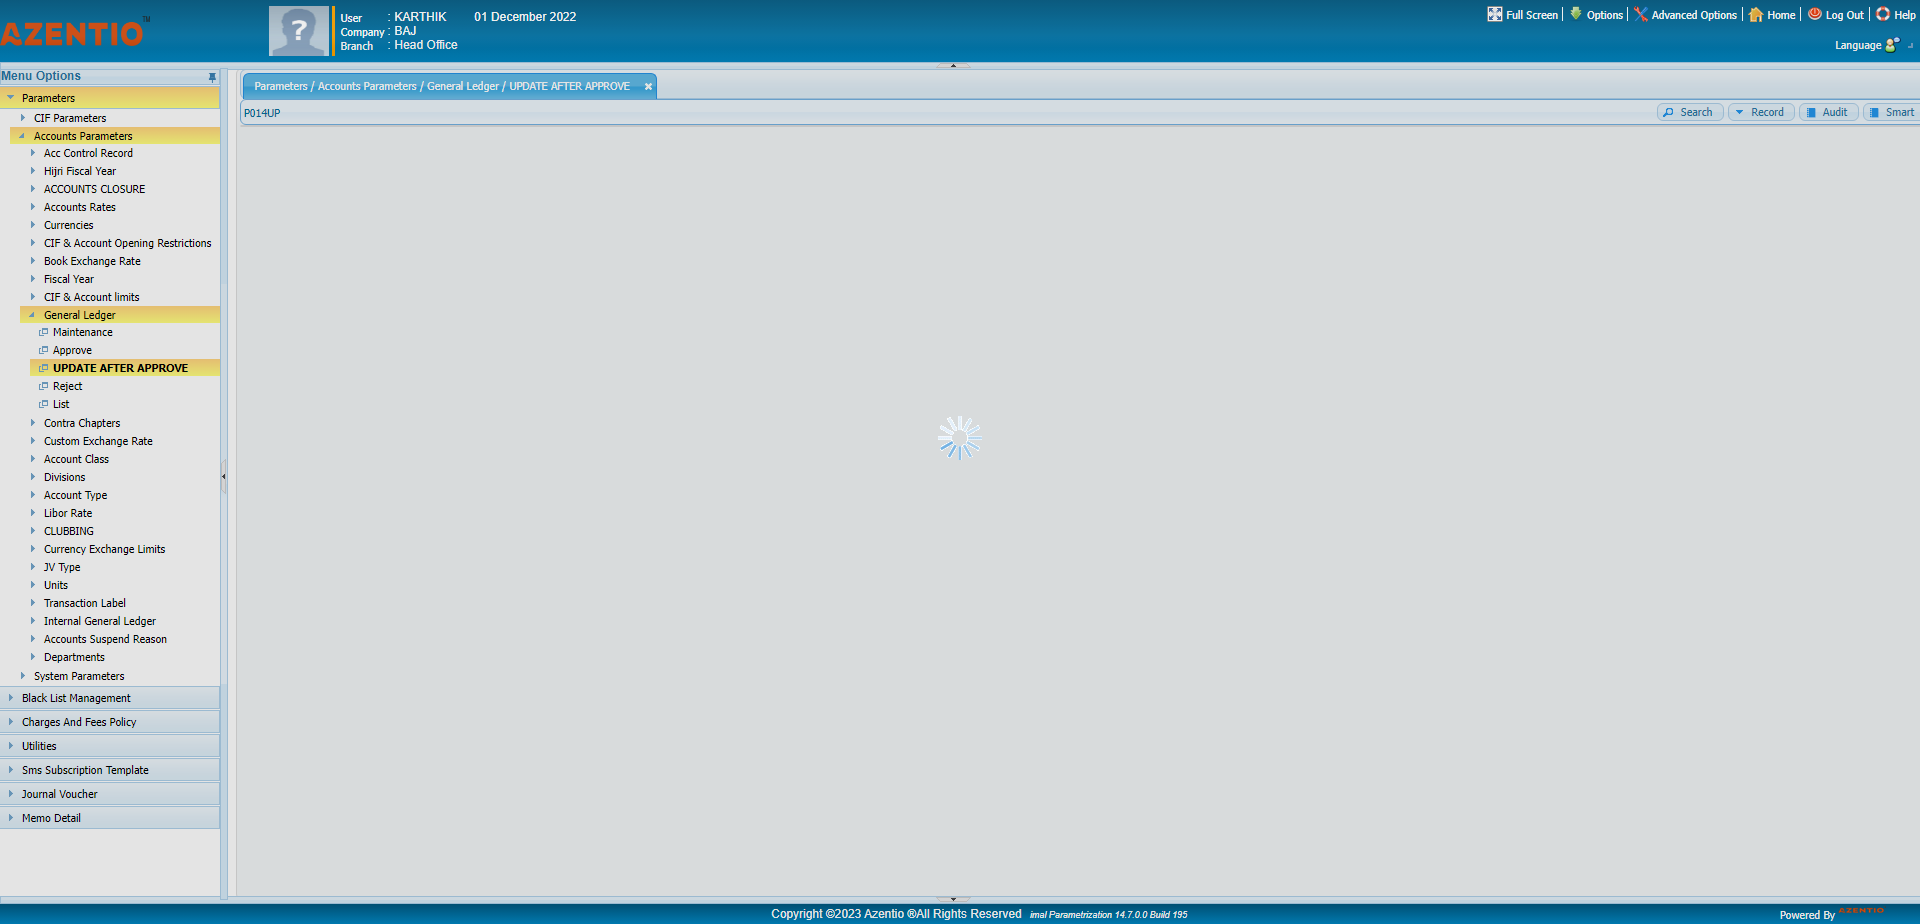 AZENTIO™
User : KARTHIK 01 December 2022
Company : BAJ
Branch : Head Office
Full Screen Options Advanced Options Home Log Out Help
Language
Menu Options
Parameters
CIF Parameters
Accounts Parameters
Acc Control Record
Hijri Fiscal Year
ACCOUNTS CLOSURE
Accounts Rates
Currencies
CIF & Account Opening Restrictions
Book Exchange Rate
Fiscal Year
CIF & Account limits
General Ledger
Maintenance
Approve
UPDATE AFTER APPROVE
Reject
List
Contra Chapters
Custom Exchange Rate
Account Class
Divisions
Account Type
Libor Rate
CLUBBING
Currency Exchange Limits
JV Type
Units
Transaction Label
Internal General Ledger
Accounts Suspend Reason
Departments
System Parameters
Black List Management
Charges And Fees Policy
Utilities
Sms Subscription Template
Journal Voucher
Memo Detail
Parameters / Accounts Parameters / General Ledger / UPDATE AFTER APPROVE
P014UP
Search Record Audit Smart
Copyright ©2023 Azentio ®All Rights Reserved imal Parametrization 14.7.0.0 Build 195
Powered By AZENTIO